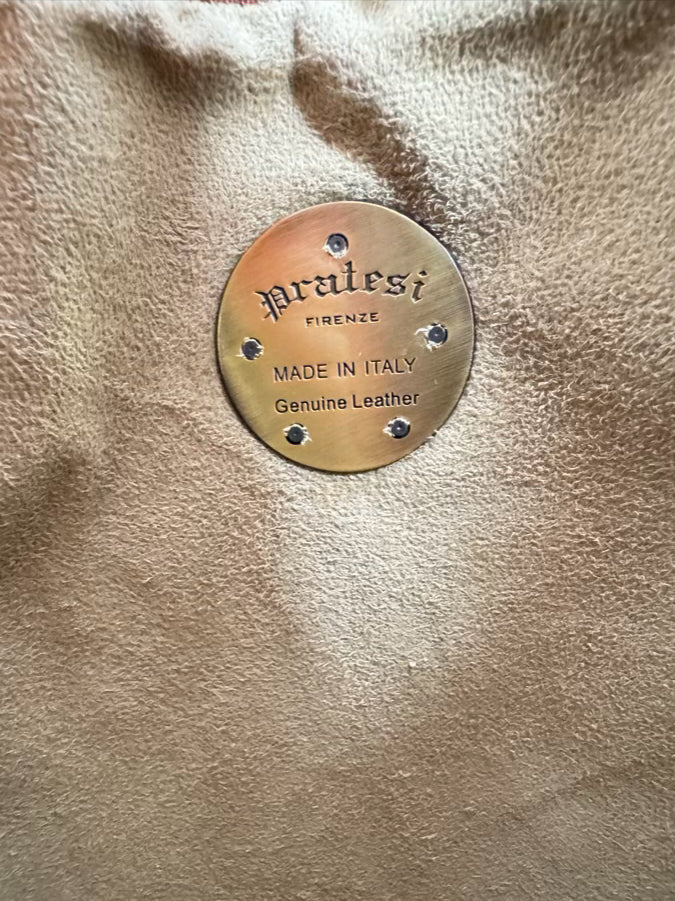 Pratesi
FIRENZE
MADE IN ITALY
Genuine Leather